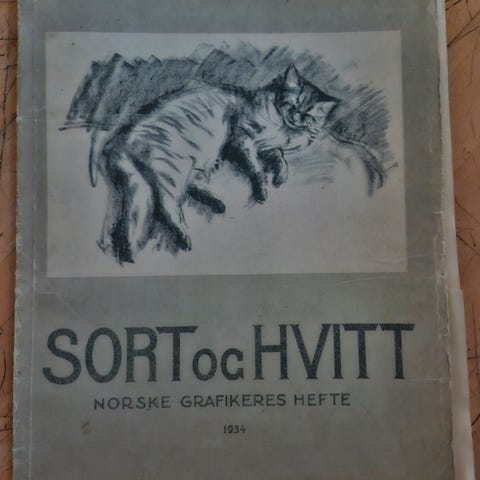 SORT OG HVITT
NORSKE GRAFIKERES HEFTE
1934